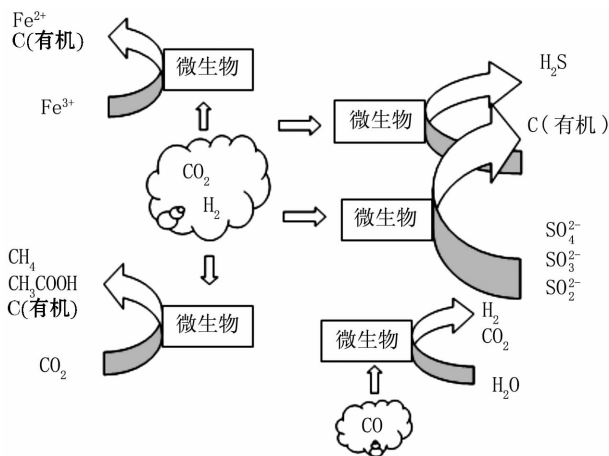 Fe²⁺
C(有机)
微生物
Fe³⁺
H₂S
微生物
C(有机)
CO₂
H₂
微生物
SO₄²⁻
SO₃²⁻
SO₂²⁻
CH₄
CH₃COOH
C(有机)
微生物
CO₂
H₂
CO₂
微生物
H₂O
CO